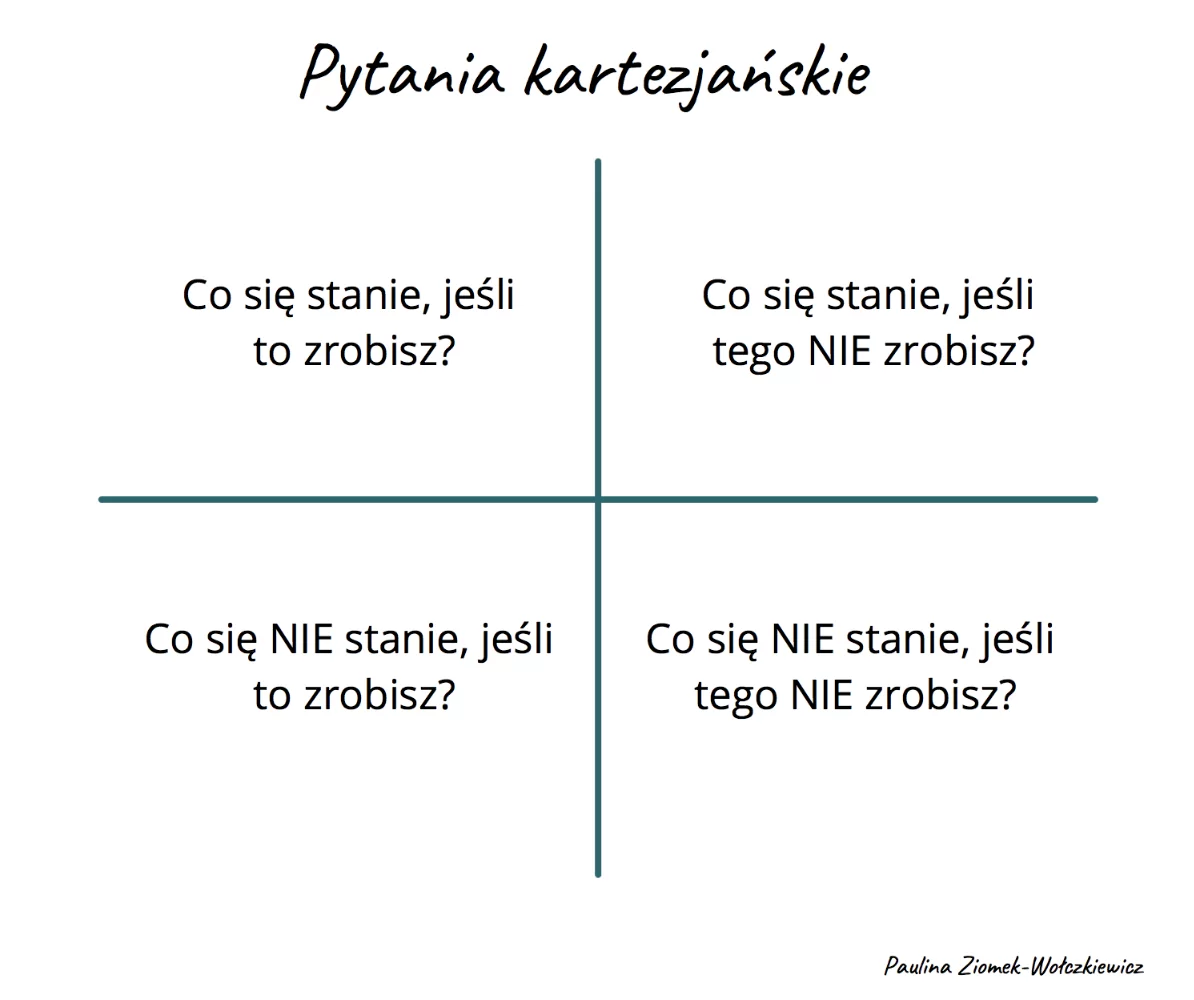 Pytania kartezjańskie
Co się stanie, jeśli
to zrobisz?
Co się stanie, jeśli
tego NIE zrobisz?
Co się NIE stanie, jeśli
to zrobisz?
Co się NIE stanie, jeśli
tego NIE zrobisz?
Paulina Ziomek-Wołczkiewicz